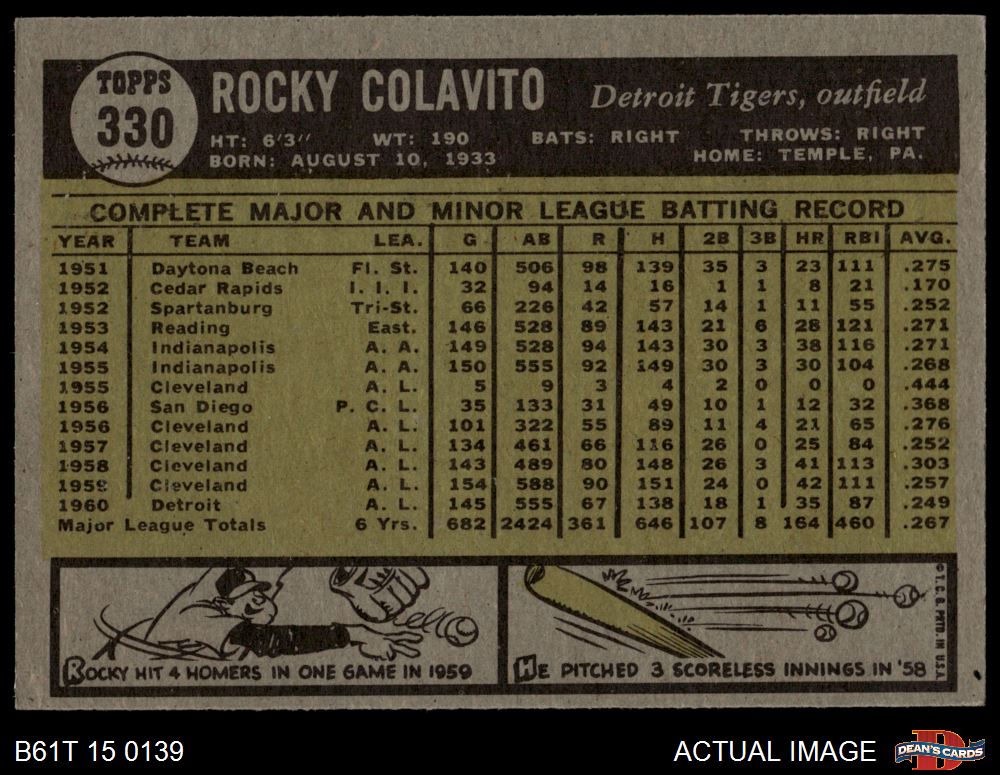 TOPPS
330
ROCKY COLAVITO Detroit Tigers, outfield
HT: 6'3" WT: 190 BATS: RIGHT THROWS: RIGHT
BORN: AUGUST 10, 1933 HOME: TEMPLE, PA.
COMPLETE MAJOR AND MINOR LEAGUE BATTING RECORD
YEAR TEAM LEA. G AB R H 2B 3B HR RBI AVG.
1951 Daytona Beach Fl. St. 140 506 98 139 35 3 23 111 .275
1952 Cedar Rapids I. I. I. 32 94 14 16 1 1 8 21 .170
1952 Spartanburg Tri-St. 66 226 42 57 14 1 11 55 .252
1953 Reading East. 146 528 89 143 21 6 28 121 .271
1954 Indianapolis A. A. 149 528 94 143 30 3 38 116 .271
1955 Indianapolis A. A. 150 555 92 149 30 3 30 104 .268
1955 Cleveland A. L. 5 9 3 4 2 0 0 0 .444
1956 San Diego P. C. L. 35 133 31 49 10 1 12 32 .368
1956 Cleveland A. L. 101 322 55 89 11 4 21 65 .276
1957 Cleveland A. L. 134 461 66 116 26 0 25 84 .252
1958 Cleveland A. L. 143 489 80 148 26 3 41 113 .303
1959 Cleveland A. L. 154 588 90 151 24 0 42 111 .257
1960 Detroit A. L. 145 555 67 138 18 1 35 87 .249
Major League Totals 6 Yrs. 682 2424 361 646 107 8 164 460 .267
ROCKY HIT 4 HOMERS IN ONE GAME IN 1959
HE PITCHED 3 SCORELESS INNINGS IN '58
© T. C. G. PRTD. IN U.S.A.
B61T 15 0139 ACTUAL IMAGE
D
DEAN'S CARDS